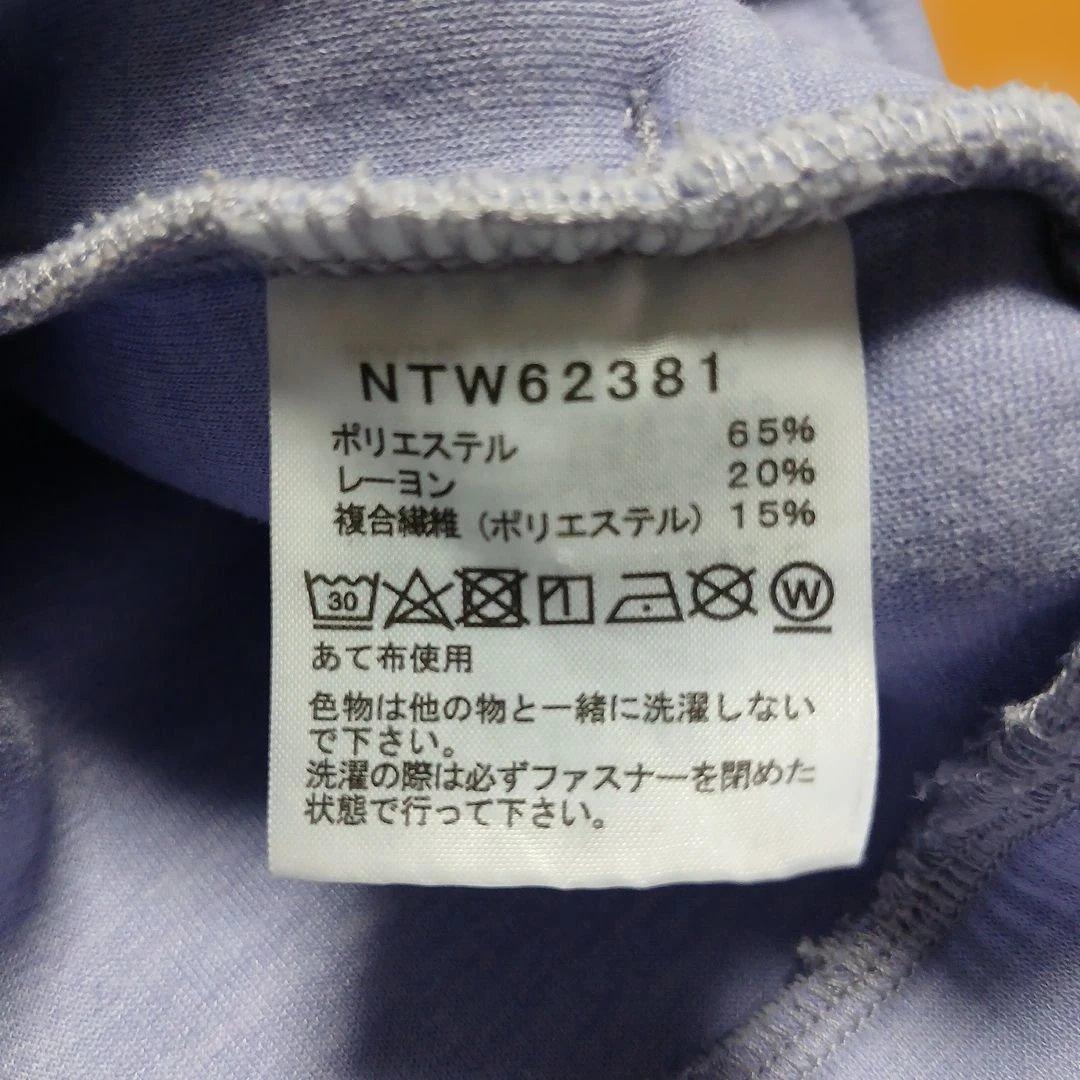 NTW62381
ポリエステル 65%
レーヨン 20%
複合繊維(ポリエステル) 15%
30 W
あて布使用
色物は他の物と一緒に洗濯しない
で下さい。
洗濯の際は必ずファスナーを閉めた
状態で行って下さい。